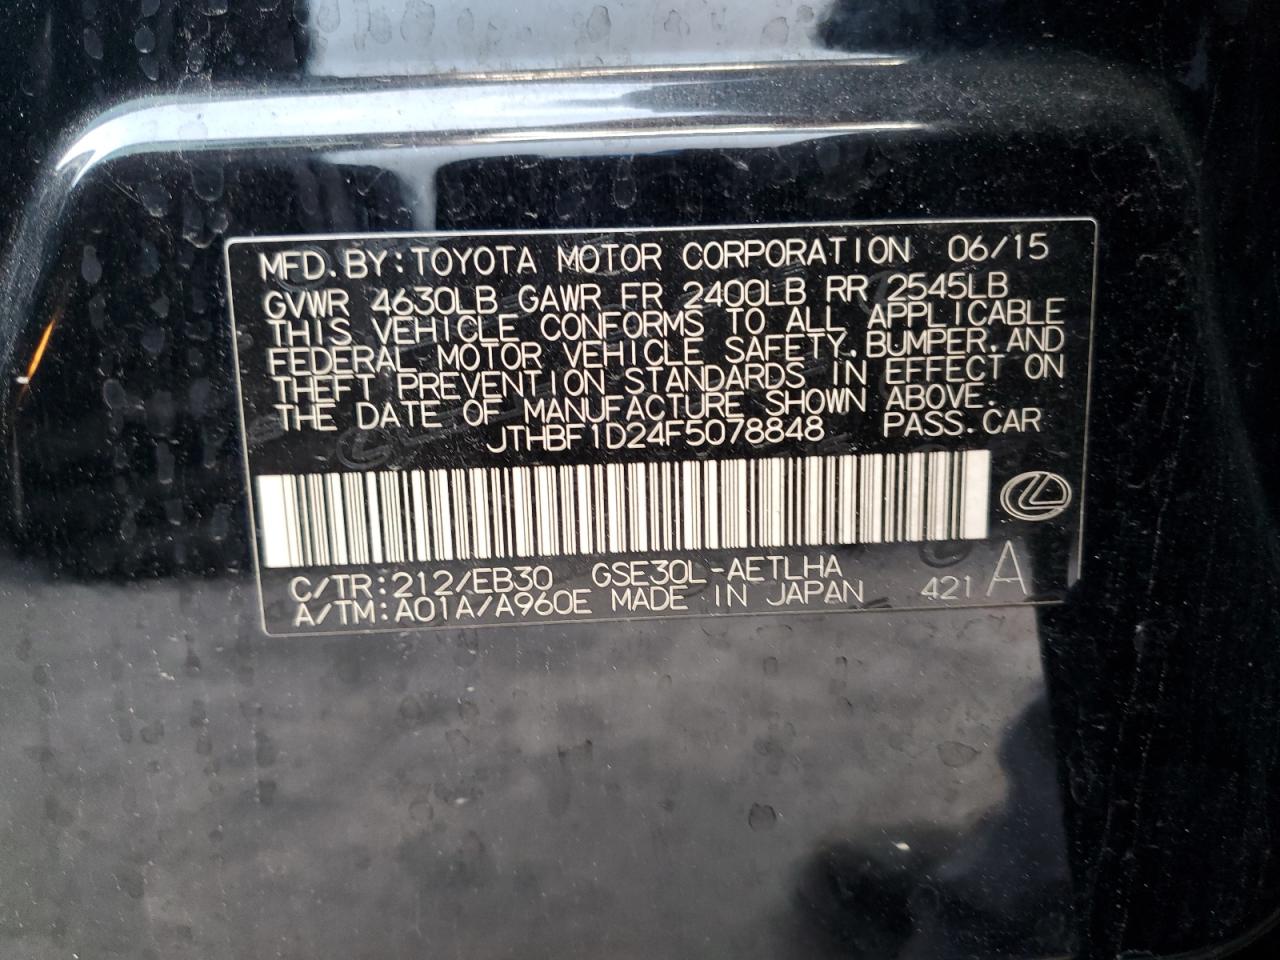 MFD.BY:TOYOTA MOTOR CORPORATION 06/15
GVWR 4630LB GAWR FR 2400LB RR 2545LB
THIS VEHICLE CONFORMS TO ALL APPLICABLE
FEDERAL MOTOR VEHICLE SAFETY,BUMPER,AND
THEFT PREVENTION STANDARDS IN EFFECT ON
THE DATE OF MANUFACTURE SHOWN ABOVE.
JTHBF1D24F5078848 PASS.CAR
C/TR:212/EB30 GSE30L-AETLHA
A/TM:A01A/A960E MADE IN JAPAN 421 A